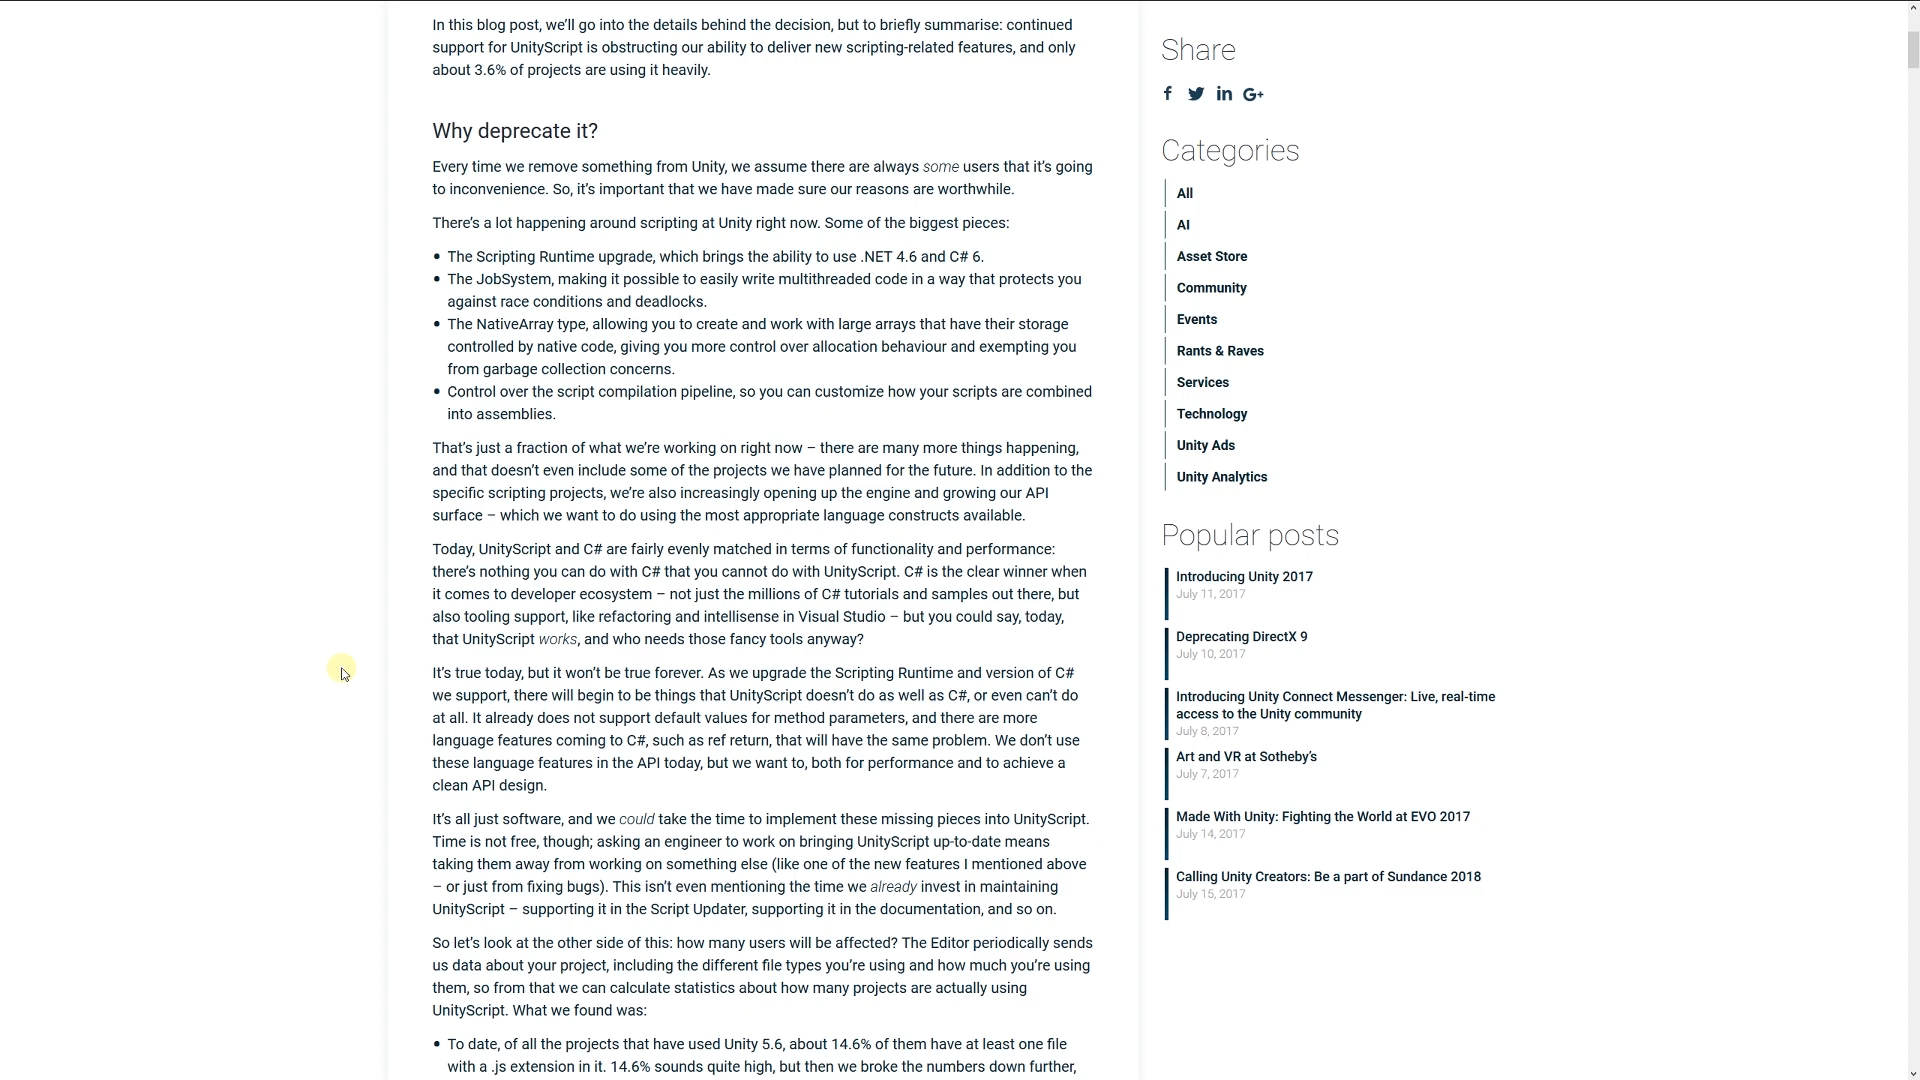 In this blog post, we'll go into the details behind the decision, but to briefly summarise: continued
support for UnityScript is obstructing our ability to deliver new scripting-related features, and only
about 3.6% of projects are using it heavily.
Why deprecate it?
Every time we remove something from Unity, we assume there are always some users that it's going
to inconvenience. So, it's important that we have made sure our reasons are worthwhile.
There's a lot happening around scripting at Unity right now. Some of the biggest pieces:
• The Scripting Runtime upgrade, which brings the ability to use .NET 4.6 and C# 6.
• The JobSystem, making it possible to easily write multithreaded code in a way that protects you
against race conditions and deadlocks.
• The NativeArray type, allowing you to create and work with large arrays that have their storage
controlled by native code, giving you more control over allocation behaviour and exempting you
from garbage collection concerns.
• Control over the script compilation pipeline, so you can customize how your scripts are combined
into assemblies.
That's just a fraction of what we're working on right now – there are many more things happening,
and that doesn't even include some of the projects we have planned for the future. In addition to the
specific scripting projects, we're also increasingly opening up the engine and growing our API
surface – which we want to do using the most appropriate language constructs available.
Today, UnityScript and C# are fairly evenly matched in terms of functionality and performance:
there's nothing you can do with C# that you cannot do with UnityScript. C# is the clear winner when
it comes to developer ecosystem – not just the millions of C# tutorials and samples out there, but
also tooling support, like refactoring and intellisense in Visual Studio – but you could say, today,
that UnityScript works, and who needs those fancy tools anyway?
It's true today, but it won't be true forever. As we upgrade the Scripting Runtime and version of C#
we support, there will begin to be things that UnityScript doesn't do as well as C#, or even can't do
at all. It already does not support default values for method parameters, and there are more
language features coming to C#, such as ref return, that will have the same problem. We don't use
these language features in the API today, but we want to, both for performance and to achieve a
clean API design.
It's all just software, and we could take the time to implement these missing pieces into UnityScript.
Time is not free, though; asking an engineer to work on bringing UnityScript up-to-date means
taking them away from working on something else (like one of the new features I mentioned above
– or just from fixing bugs). This isn't even mentioning the time we already invest in maintaining
UnityScript – supporting it in the Script Updater, supporting it in the documentation, and so on.
So let's look at the other side of this: how many users will be affected? The Editor periodically sends
us data about your project, including the different file types you're using and how much you're using
them, so from that we can calculate statistics about how many projects are actually using
UnityScript. What we found was:
• To date, of all the projects that have used Unity 5.6, about 14.6% of them have at least one file
with a .js extension in it. 14.6% sounds quite high, but then we broke the numbers down further,
Share
f in G+
Categories
All
AI
Asset Store
Community
Events
Rants & Raves
Services
Technology
Unity Ads
Unity Analytics
Popular posts
Introducing Unity 2017
July 11, 2017
Deprecating DirectX 9
July 10, 2017
Introducing Unity Connect Messenger: Live, real-time
access to the Unity community
July 8, 2017
Art and VR at Sotheby's
July 7, 2017
Made With Unity: Fighting the World at EVO 2017
July 14, 2017
Calling Unity Creators: Be a part of Sundance 2018
July 15, 2017